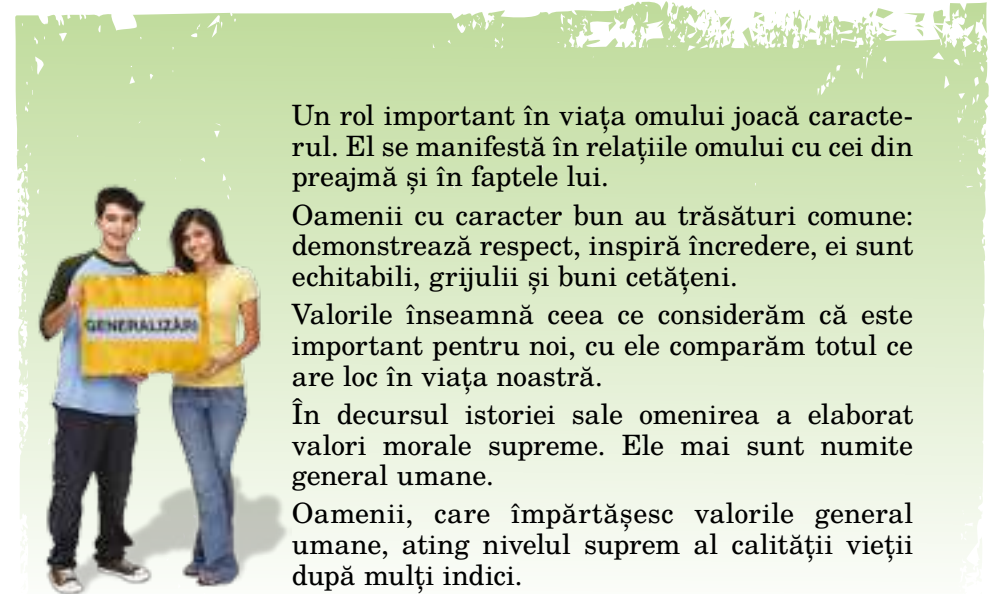 Un rol important în viața omului joacă caracte-
rul. El se manifestă în relațiile omului cu cei din
preajmă și în faptele lui.
Oamenii cu caracter bun au trăsături comune:
demonstrează respect, inspiră încredere, ei sunt
echitabili, grijulii și buni cetățeni.
Valorile înseamnă ceea ce considerăm că este
important pentru noi, cu ele comparăm totul ce
are loc în viața noastră.
În decursul istoriei sale omenirea a elaborat
valori morale supreme. Ele mai sunt numite
general umane.
Oamenii, care împărtășesc valorile general
umane, ating nivelul suprem al calității vieții
după mulți indici.
GENERALIZĂRI